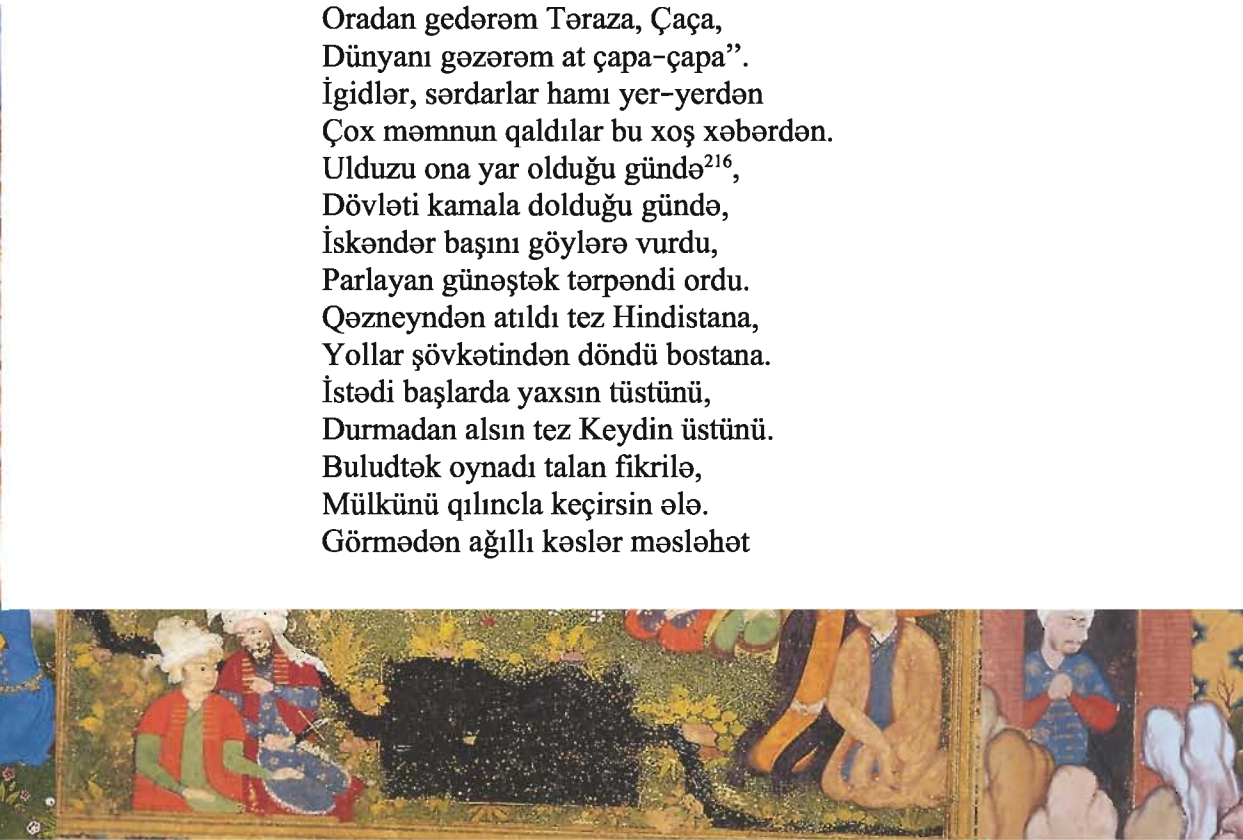 Oradan gedərəm Təraza, Çaça,
Dünyanı gəzərəm at çapa-çapa”.
İgidlər, sərdarlar hamı yer-yerdən
Çox məmnun qaldılar bu xoş xəbərdən.
Ulduzu ona yar olduğu gündə²¹⁶,
Dövləti kamala dolduğu gündə,
İskəndər başını göylərə vurdu,
Parlayan günəştək tərpəndi ordu.
Qəzneyndən atıldı tez Hindistana,
Yollar şövkətindən döndü bostana.
İstədi başlarda yaxsın tüstünü,
Durmadan alsın tez Keydin üstünü.
Buludtək oynadı talan fikrilə,
Mülkünü qılıncla keçirsin ələ.
Görmədən ağıllı kəslər məsləhət